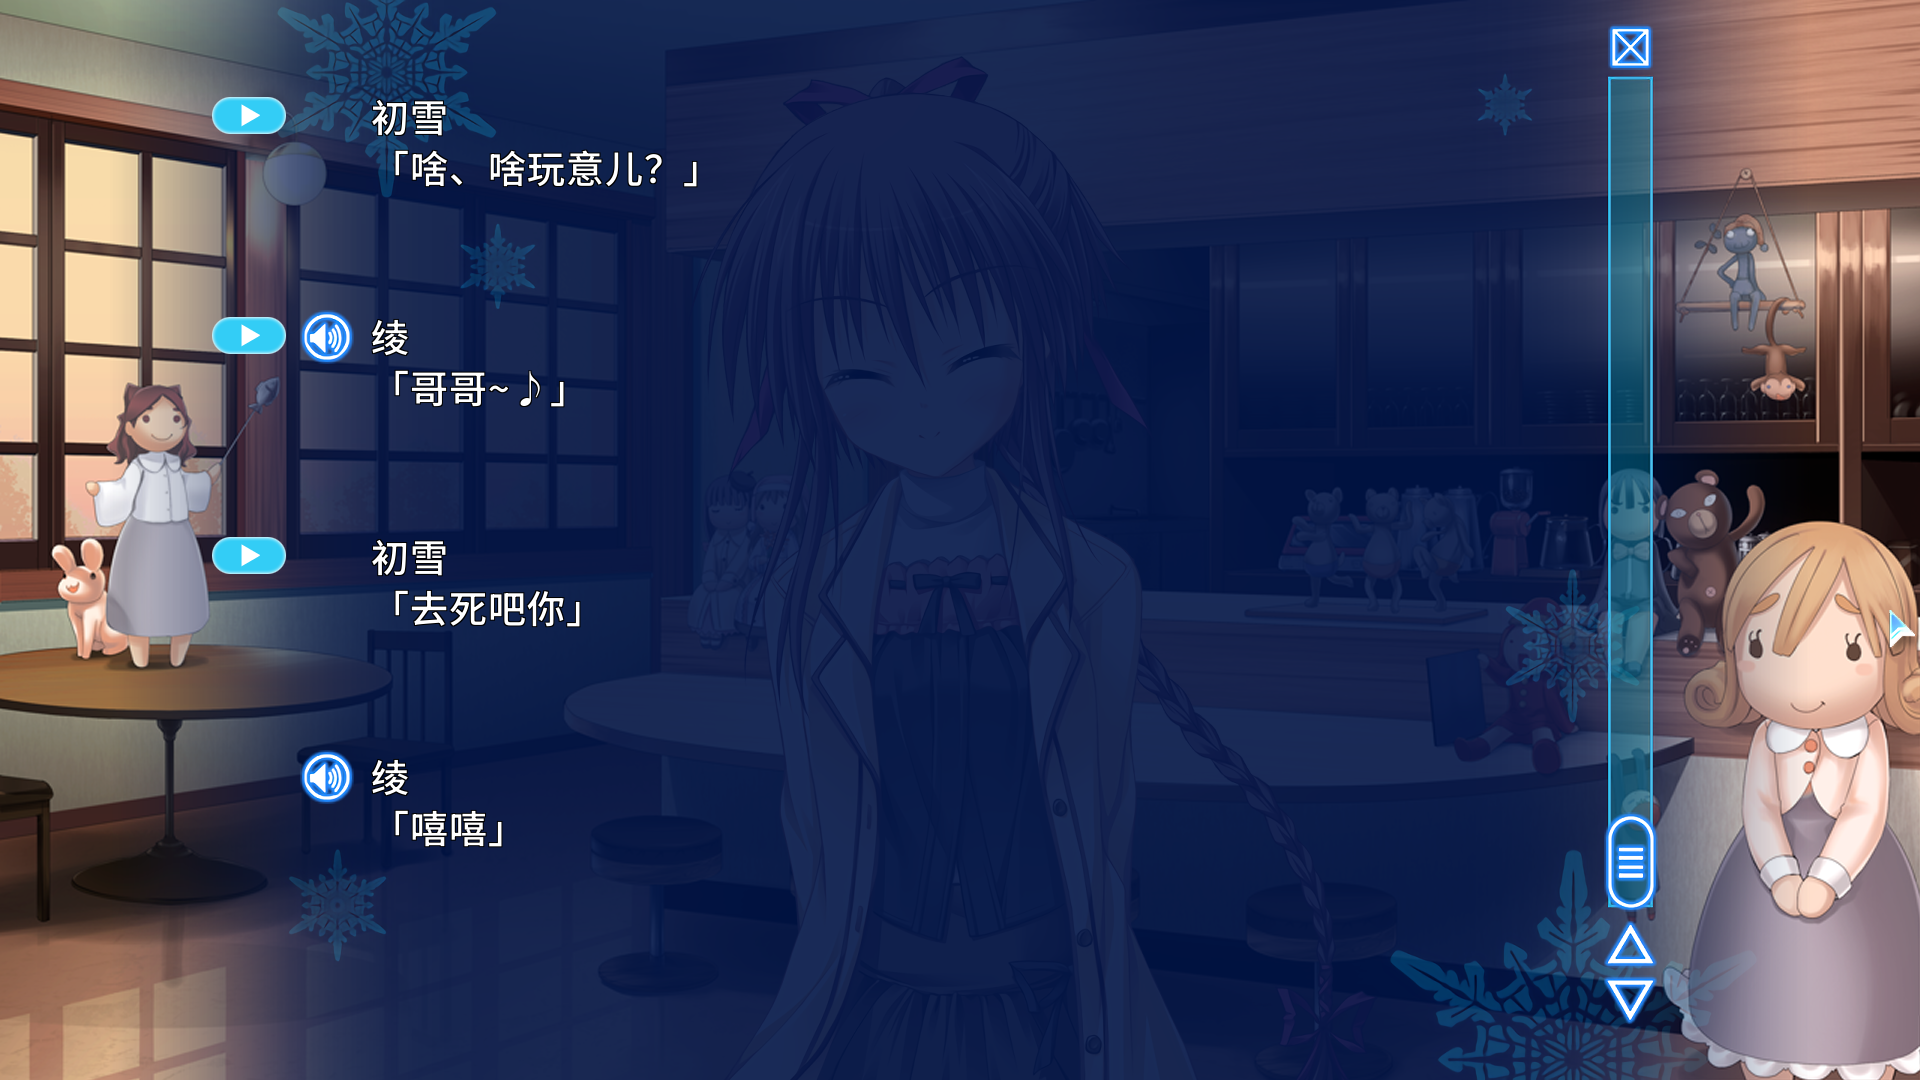 初雪
「啥、啥玩意儿？」
绫
「哥哥~♪」
初雪
「去死吧你」
绫
「嘻嘻」